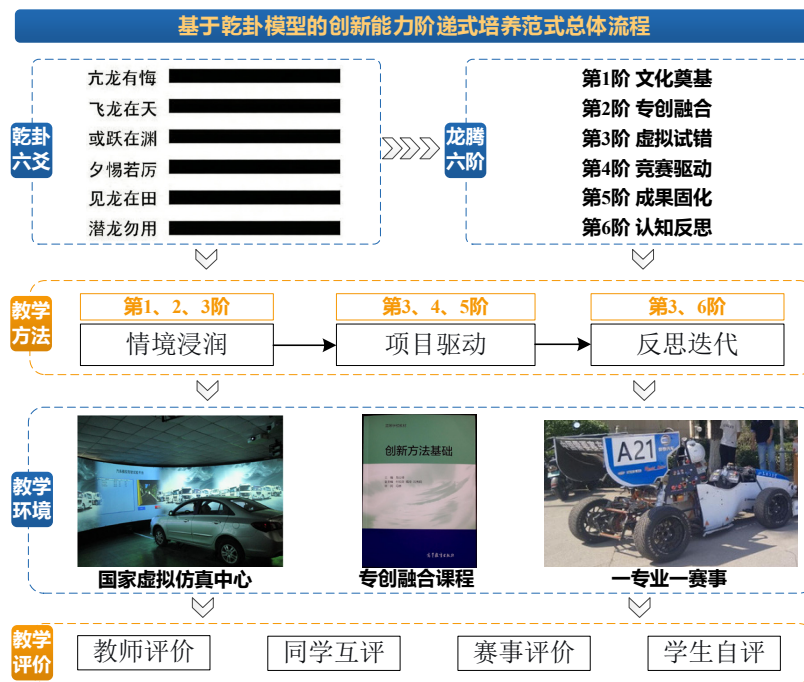 基于乾卦模型的创新能力阶递式培养范式总体流程
乾卦
六爻
亢龙有悔
飞龙在天
或跃在渊
夕惕若厉
见龙在田
潜龙勿用
龙腾
六阶
第1阶 文化奠基
第2阶 专创融合
第3阶 虚拟试错
第4阶 竞赛驱动
第5阶 成果固化
第6阶 认知反思
教学
方法
第1、2、3阶
情境浸润
第3、4、5阶
项目驱动
第3、6阶
反思迭代
教学
环境
创新方法基础
高等教育出版社
A21
国家虚拟仿真中心
专创融合课程
一专业一赛事
教学
评价
教师评价
同学互评
赛事评价
学生自评